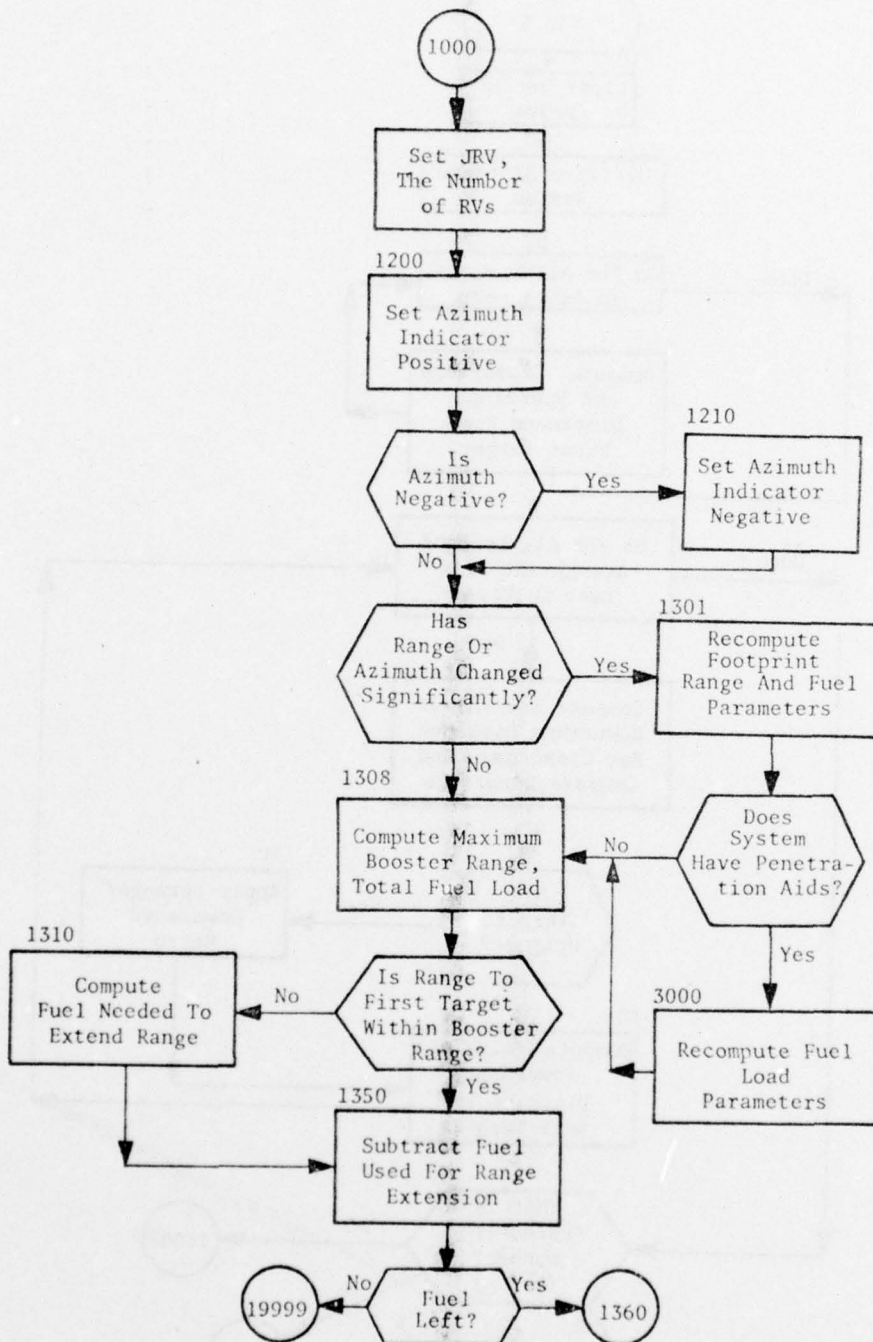 1000
Set JRV,
The Number
of RVs
1200
Set Azimuth
Indicator
Positive
Is
Azimuth
Negative?
Yes
No
1210
Set Azimuth
Indicator
Negative
Has
Range Or
Azimuth Changed
Significantly?
Yes
No
1301
Recompute
Footprint
Range And Fuel
Parameters
1308
Compute Maximum
Booster Range,
Total Fuel Load
Does
System
Have Penetra-
tion Aids?
No
Yes
3000
Recompute Fuel
Load
Parameters
Is Range To
First Target
Within Booster
Range?
No
Yes
1310
Compute
Fuel Needed To
Extend Range
1350
Subtract Fuel
Used For Range
Extension
Fuel
Left?
No
Yes
19999
1360